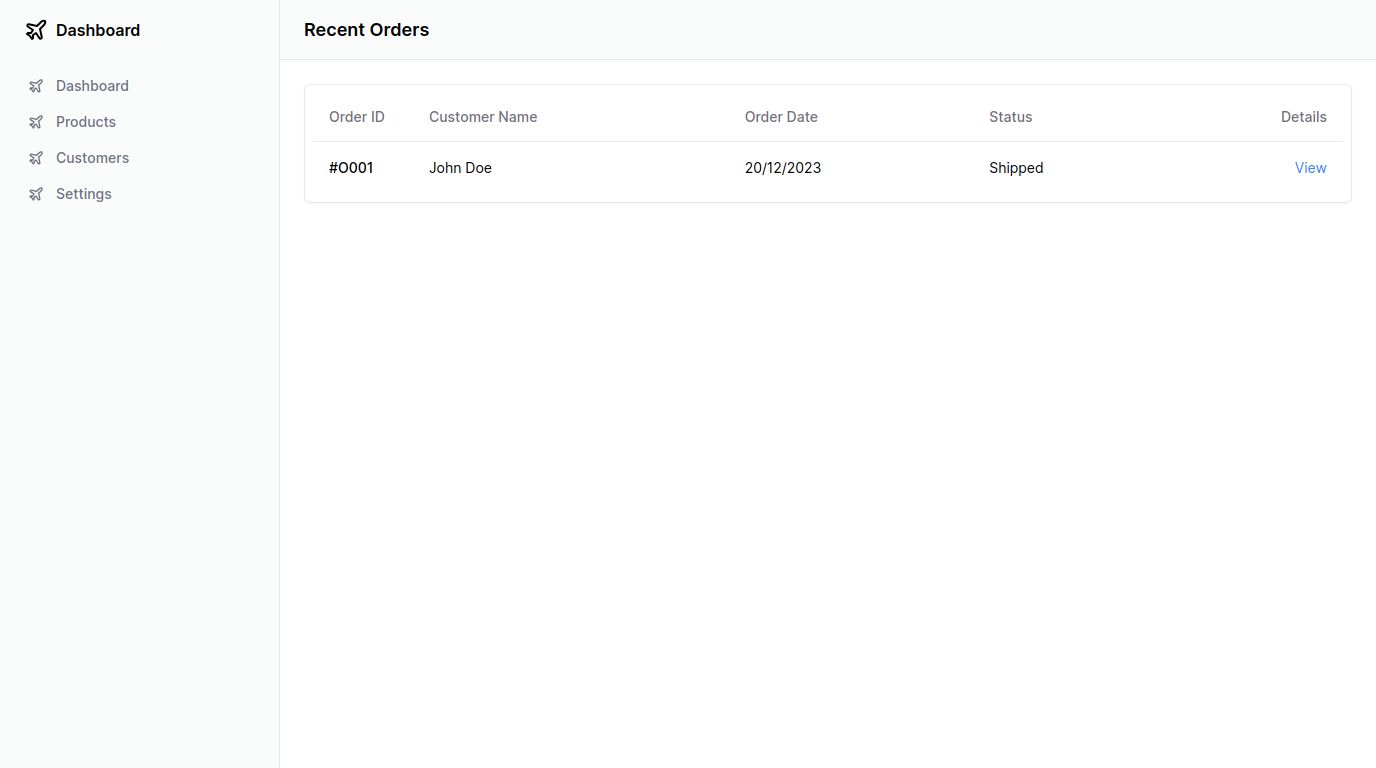 Dashboard
Dashboard
Products
Customers
Settings
Recent Orders
Order ID Customer Name Order Date Status Details
#O001 John Doe 20/12/2023 Shipped View